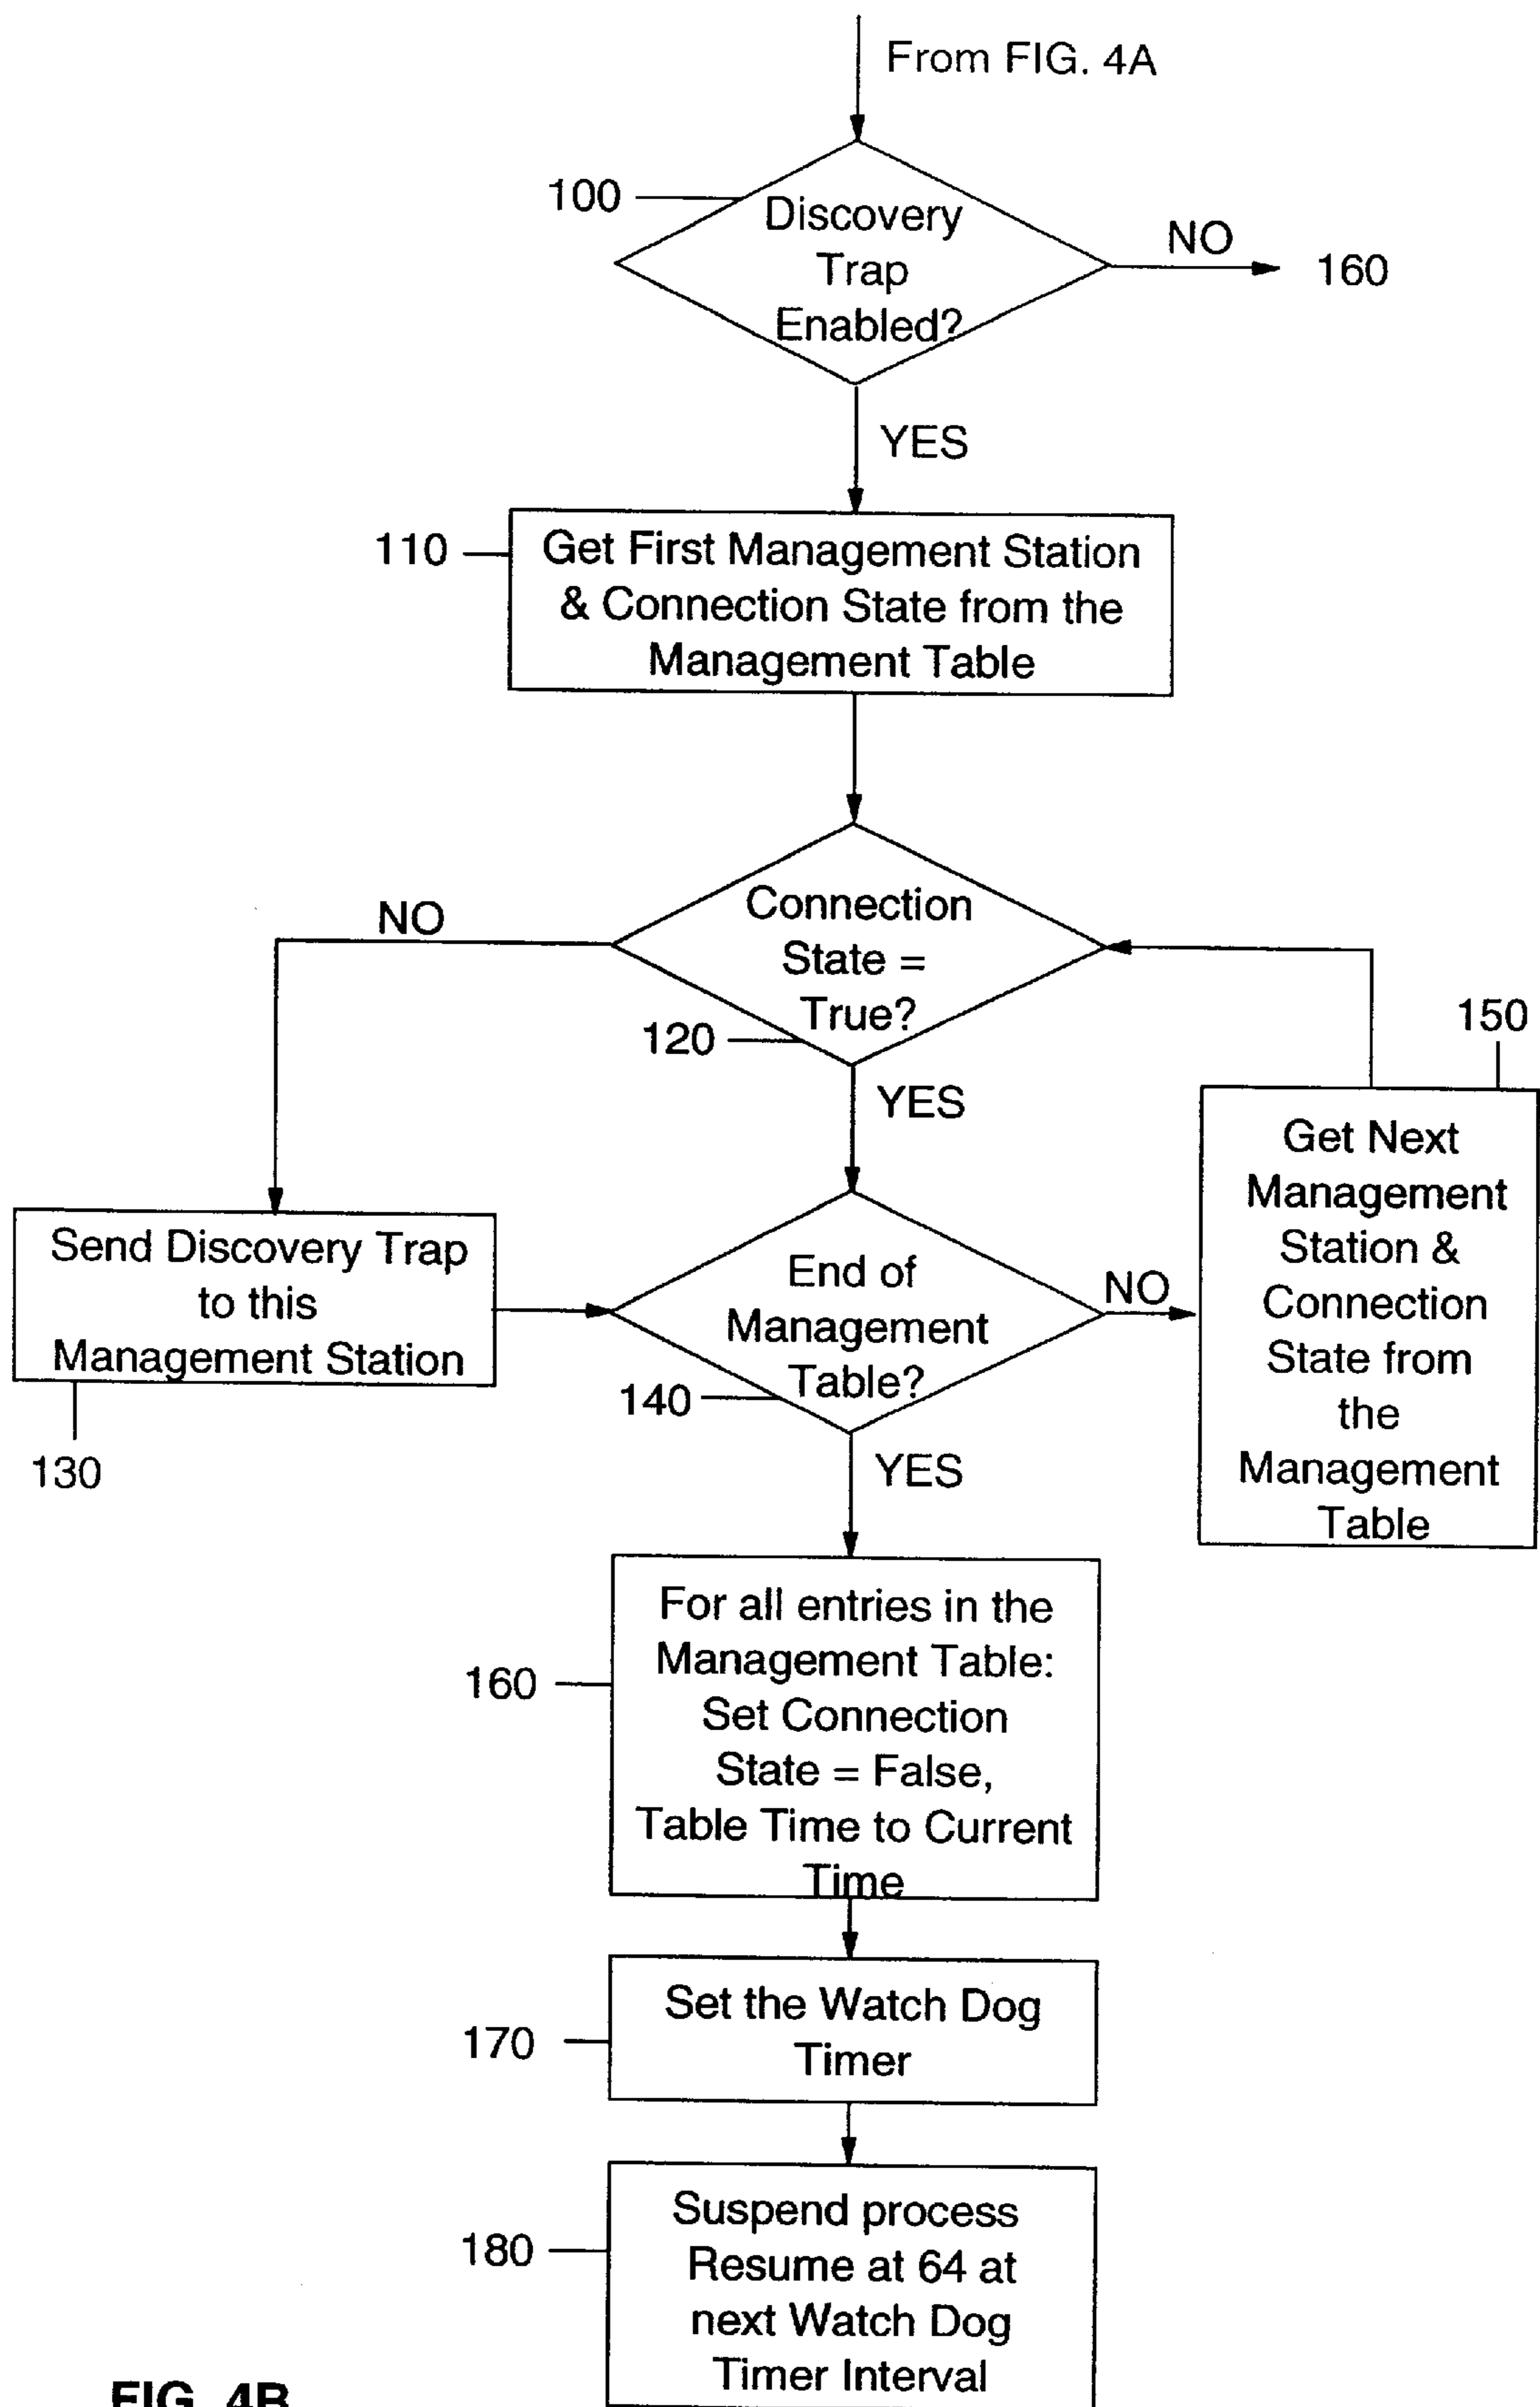 From FIG. 4A
100
Discovery
Trap
Enabled?
NO
160
YES
110
Get First Management Station
& Connection State from the
Management Table
NO
Connection
State =
True?
120
YES
150
Get Next
Management
Station &
Connection
State from
the
Management
Table
Send Discovery Trap
to this
Management Station
130
End of
Management
Table?
140
NO
YES
160
For all entries in the
Management Table:
Set Connection
State = False,
Table Time to Current
Time
170
Set the Watch Dog
Timer
180
Suspend process
Resume at 64 at
next Watch Dog
Timer Interval
FIG. 4B